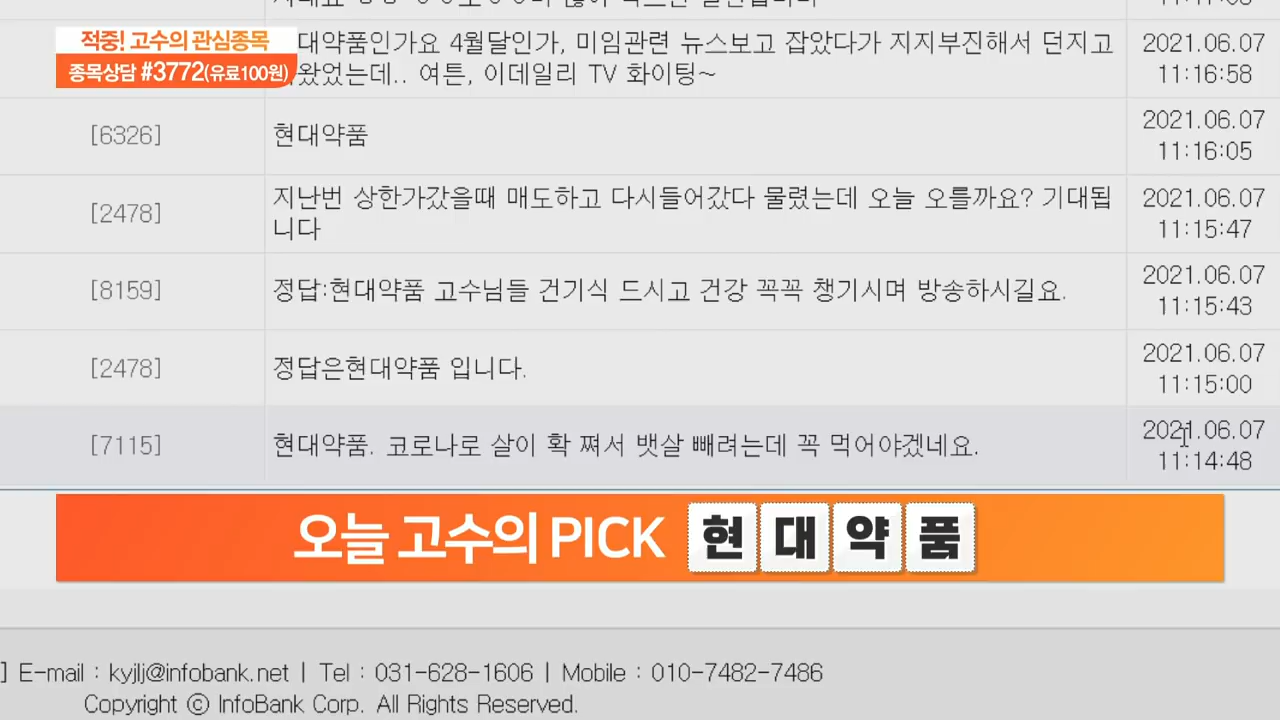 적중! 고수의 관심종목
종목상담 #3772(유료100원)
대약품인가요 4월달인가, 미임관련 뉴스보고 잡았다가 지지부진해서 던지고
왔었는데.. 여튼, 이데일리 TV 화이팅~
2021.06.07
11:16:58
[6326]
현대약품
2021.06.07
11:16:05
[2478]
지난번 상한가갔을때 매도하고 다시들어갔다 물렸는데 오늘 오를까요? 기대됩
니다
2021.06.07
11:15:47
[8159]
정답:현대약품 고수님들 건기식 드시고 건강 꼭꼭 챙기시며 방송하시길요.
2021.06.07
11:15:43
[2478]
정답은현대약품 입니다.
2021.06.07
11:15:00
[7115]
현대약품. 코로나로 살이 확 쪄서 뱃살 빼려는데 꼭 먹어야겠네요.
2021.06.07
11:14:48
오늘 고수의 PICK 현대약품
] E-mail : kyjlj@infobank.net | Tel : 031-628-1606 | Mobile : 010-7482-7486
Copyright ⓒ InfoBank Corp. All Rights Reserved.